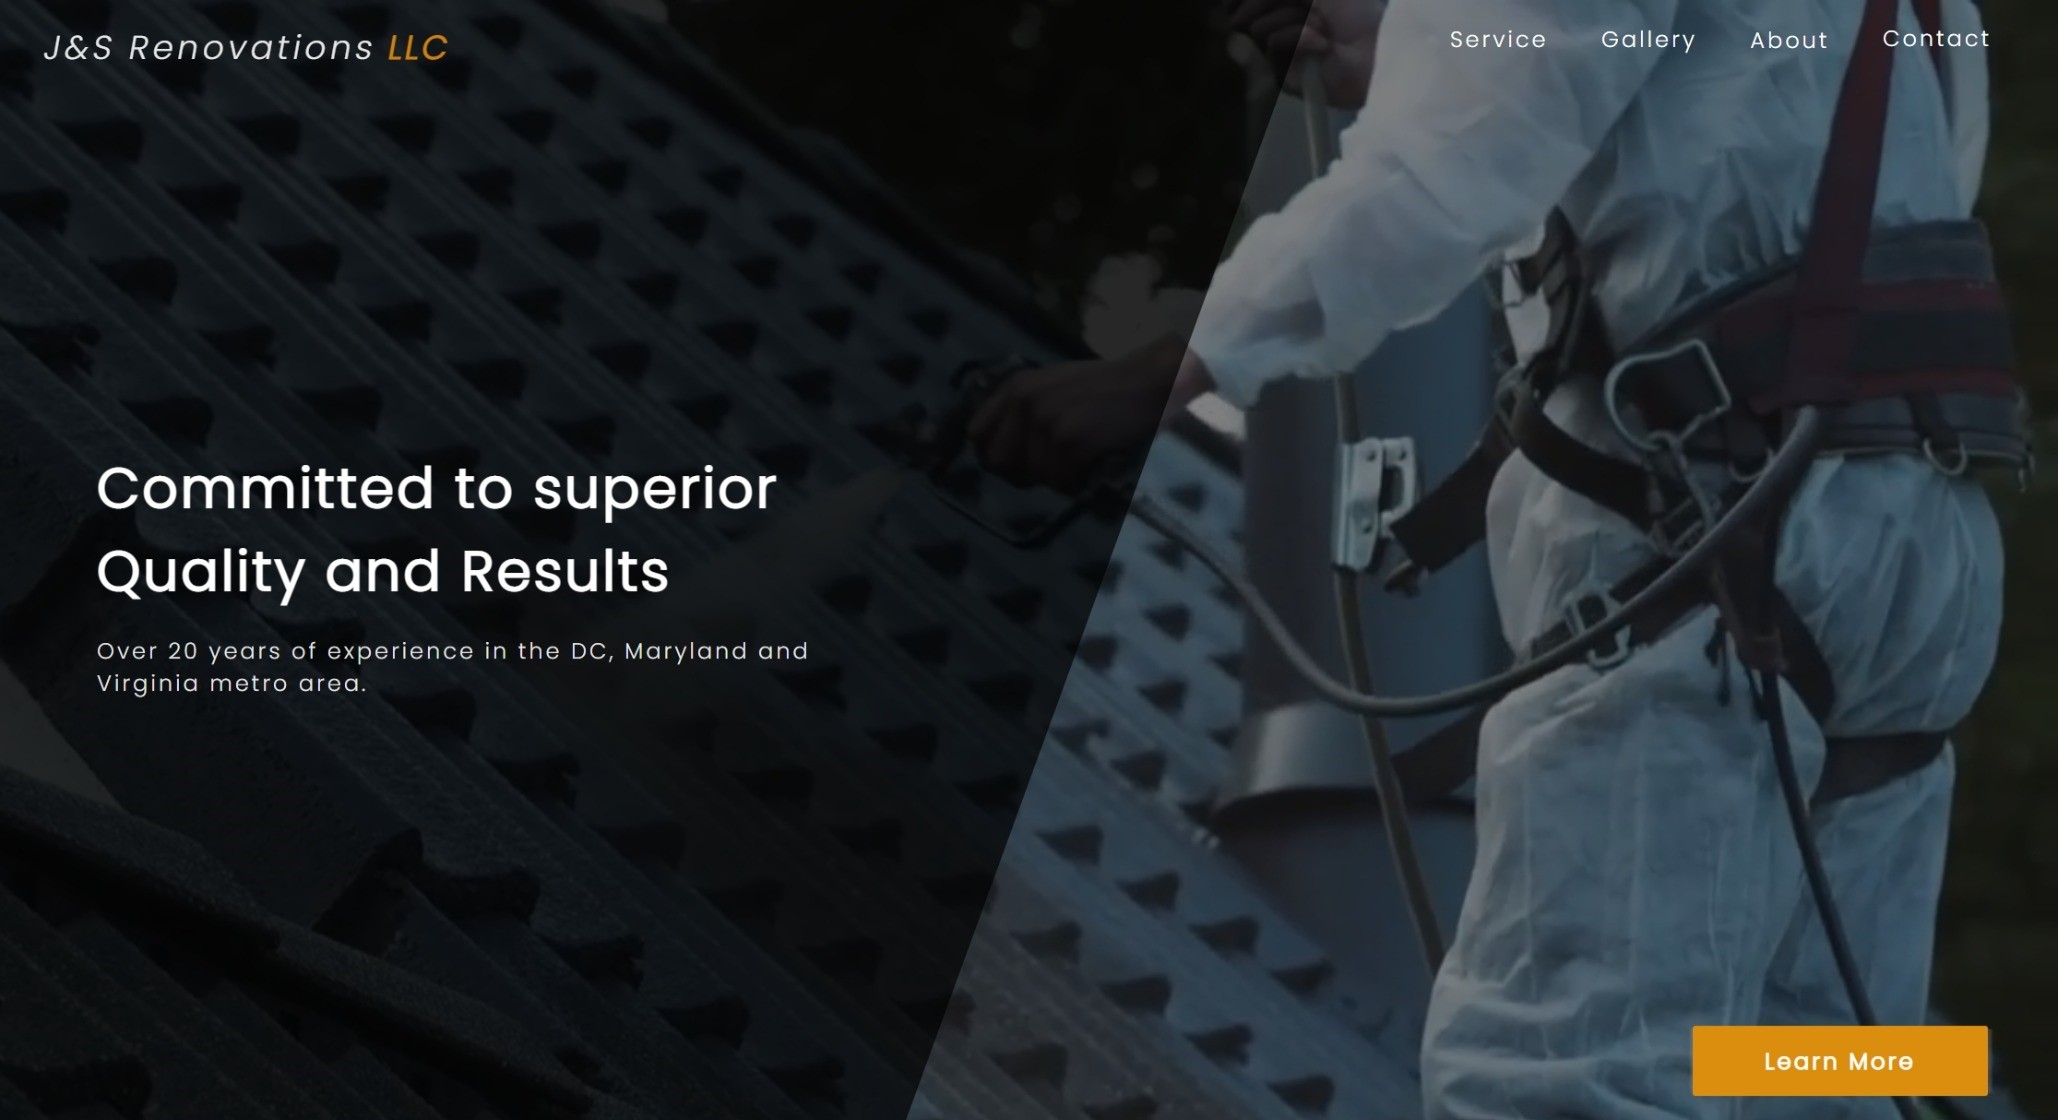 J&S Renovations LLC
Service Gallery About Contact
Committed to superior
Quality and Results
Over 20 years of experience in the DC, Maryland and
Virginia metro area.
Learn More